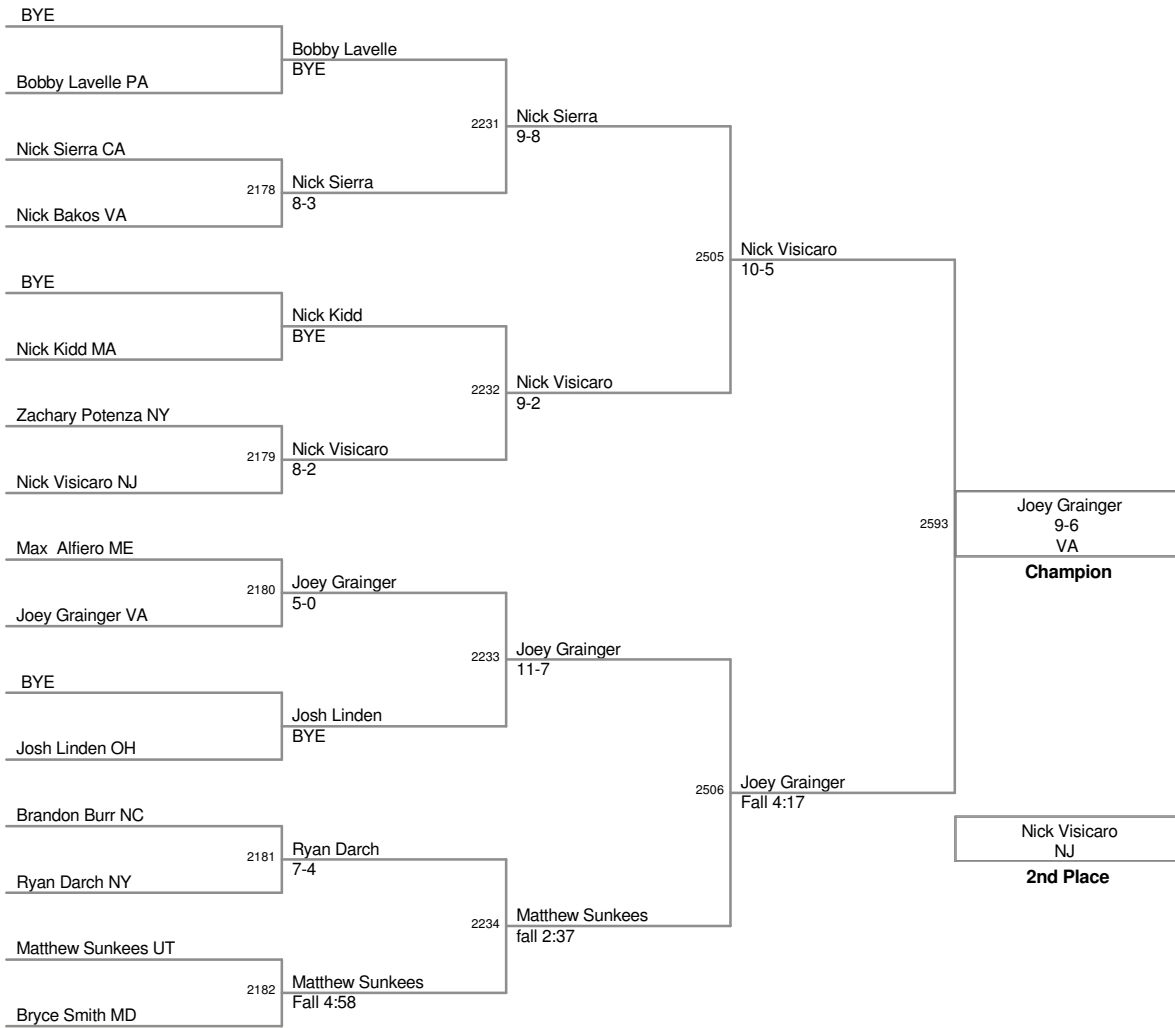 BYE
Bobby Lavelle PA
Nick Sierra CA
Nick Bakos VA
BYE
Nick Kidd MA
Zachary Potenza NY
Nick Visicaro NJ
Max  Alfiero ME
Joey Grainger VA
BYE
Josh Linden OH
Brandon Burr NC
Ryan Darch NY
Matthew Sunkees UT
Bryce Smith MD
Bobby Lavelle
BYE
2178
Nick Sierra
8-3
Nick Kidd
BYE
2179
Nick Visicaro
8-2
2180
Joey Grainger
5-0
Josh Linden
BYE
2181
Ryan Darch
7-4
2182
Matthew Sunkees
Fall 4:58
2231
Nick Sierra
9-8
2232
Nick Visicaro
9-2
2233
Joey Grainger
11-7
2234
Matthew Sunkees
fall 2:37
2505
Nick Visicaro
10-5
2506
Joey Grainger
Fall 4:17
2593
Joey Grainger
9-6
VA
Champion
Nick Visicaro
NJ
2nd Place